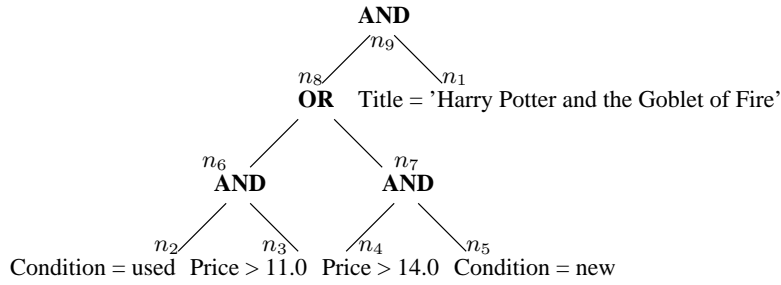 AND
n9
n8 n1
OR Title = ’Harry Potter and the Goblet of Fire’
n6 n7
AND AND
n2 n3 n4 n5
Condition = used Price > 11.0 Price > 14.0 Condition = new